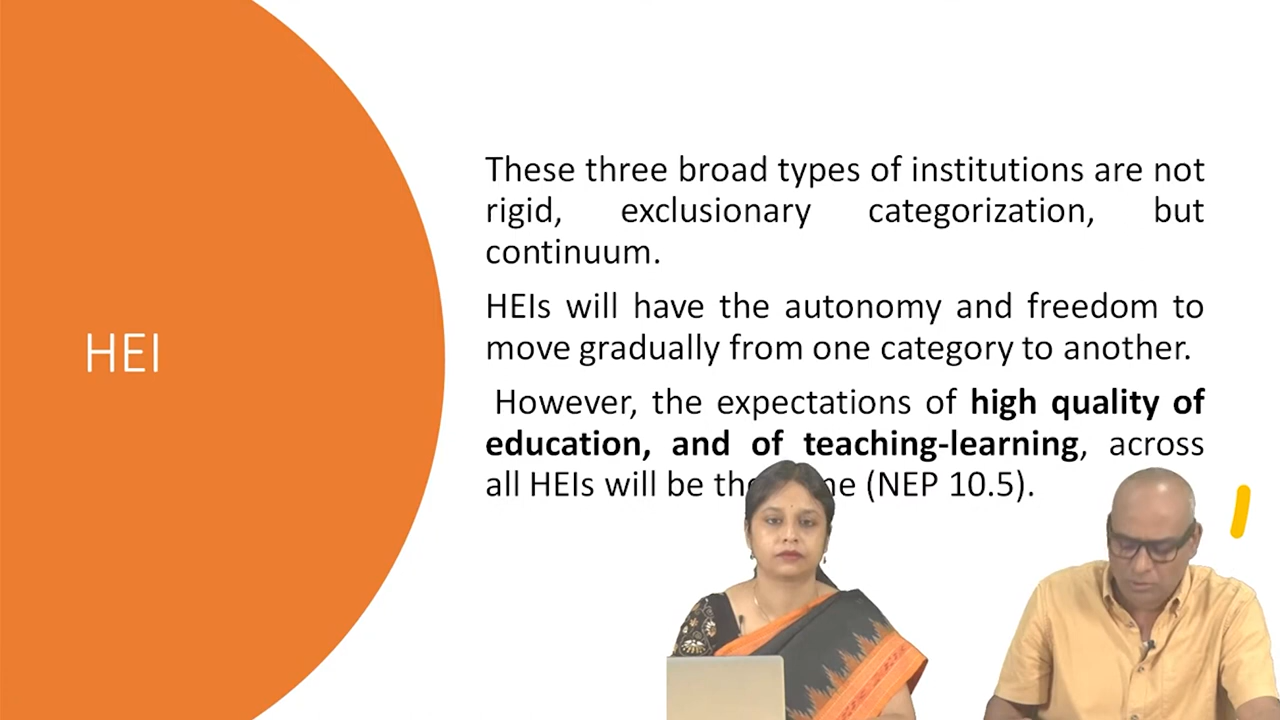 HEI
These three broad types of institutions are not
rigid, exclusionary categorization, but
continuum.
HEIs will have the autonomy and freedom to
move gradually from one category to another.
However, the expectations of high quality of
education, and of teaching-learning, across
all HEIs will be the (NEP 10.5).